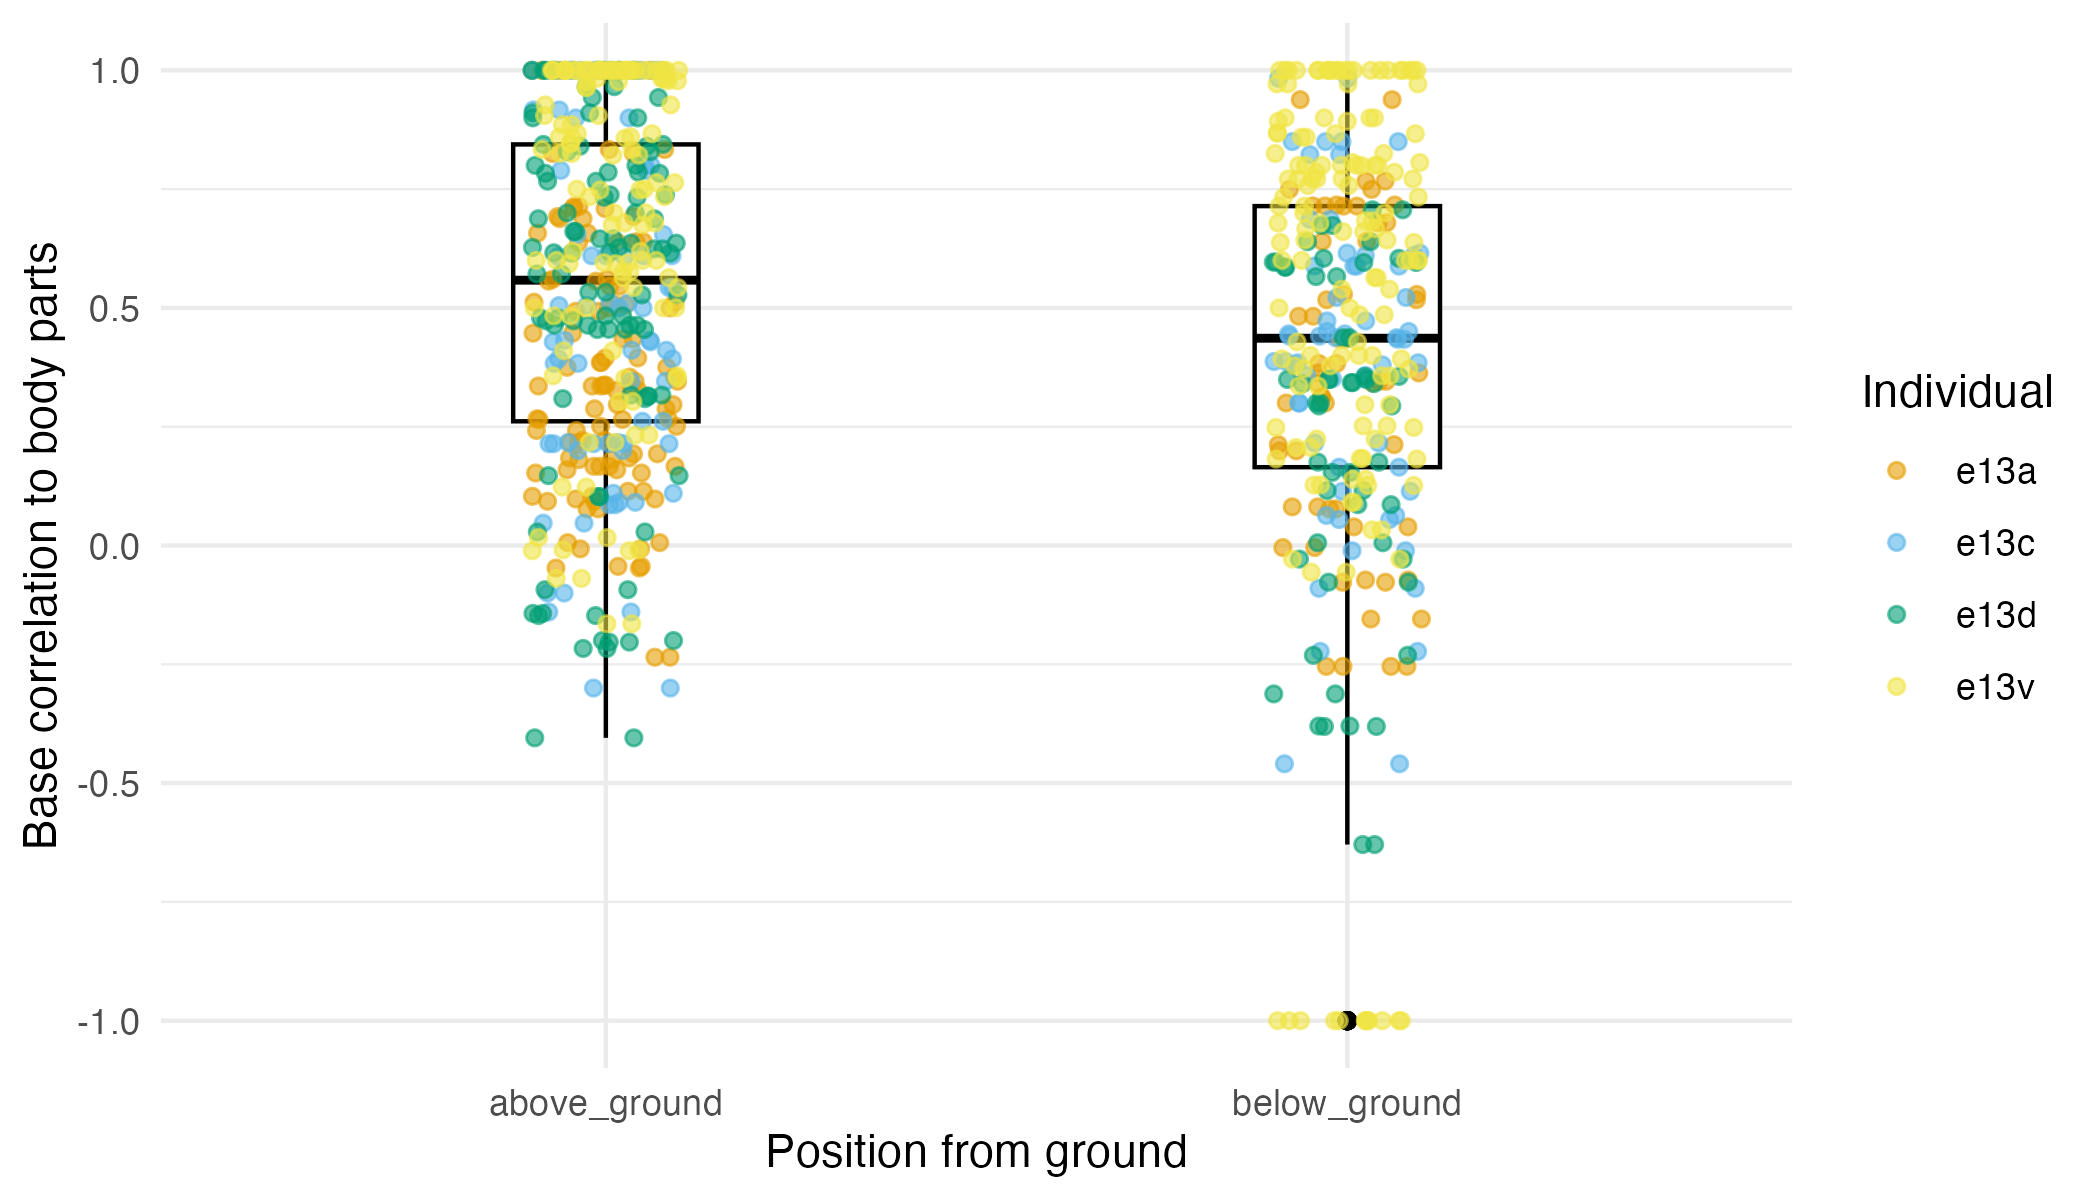 Base correlation to body parts
1.0
0.5
0.0
-0.5
-1.0
above_ground
below_ground
Position from ground
Individual
e13a
e13c
e13d
e13v